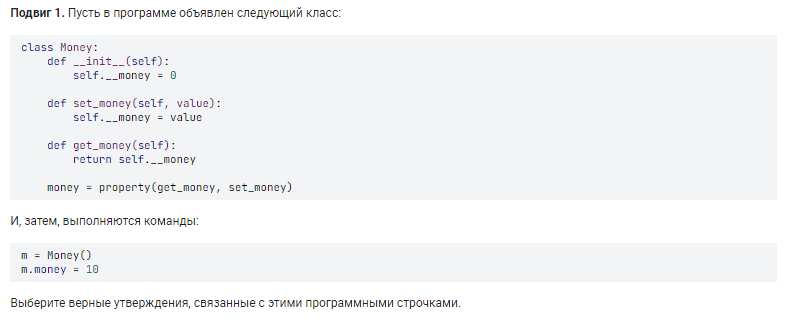 Подвиг 1. Пусть в программе объявлен следующий класс:
class Money:
    def __init__(self):
        self.__money = 0

    def set_money(self, value):
        self.__money = value

    def get_money(self):
        return self.__money

    money = property(get_money, set_money)
И, затем, выполняются команды:
m = Money()
m.money = 10
Выберите верные утверждения, связанные с этими программными строчками.